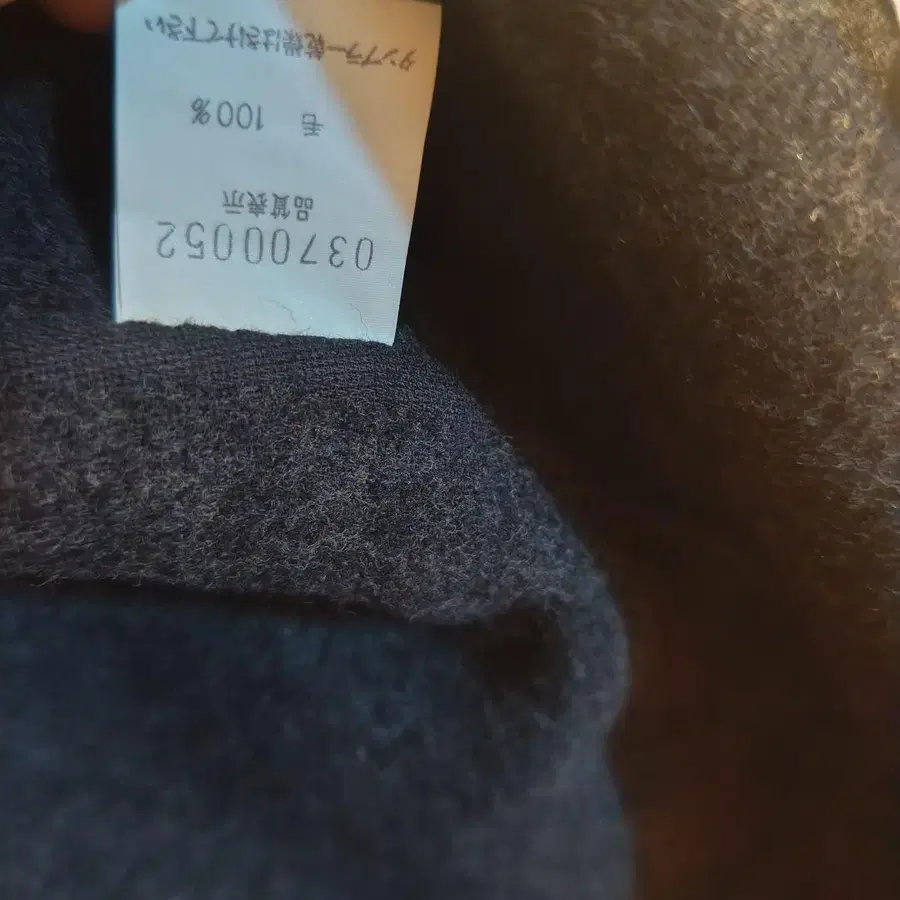 03700052
品質表示
毛 100%
タンブラー乾燥はさけて下さい